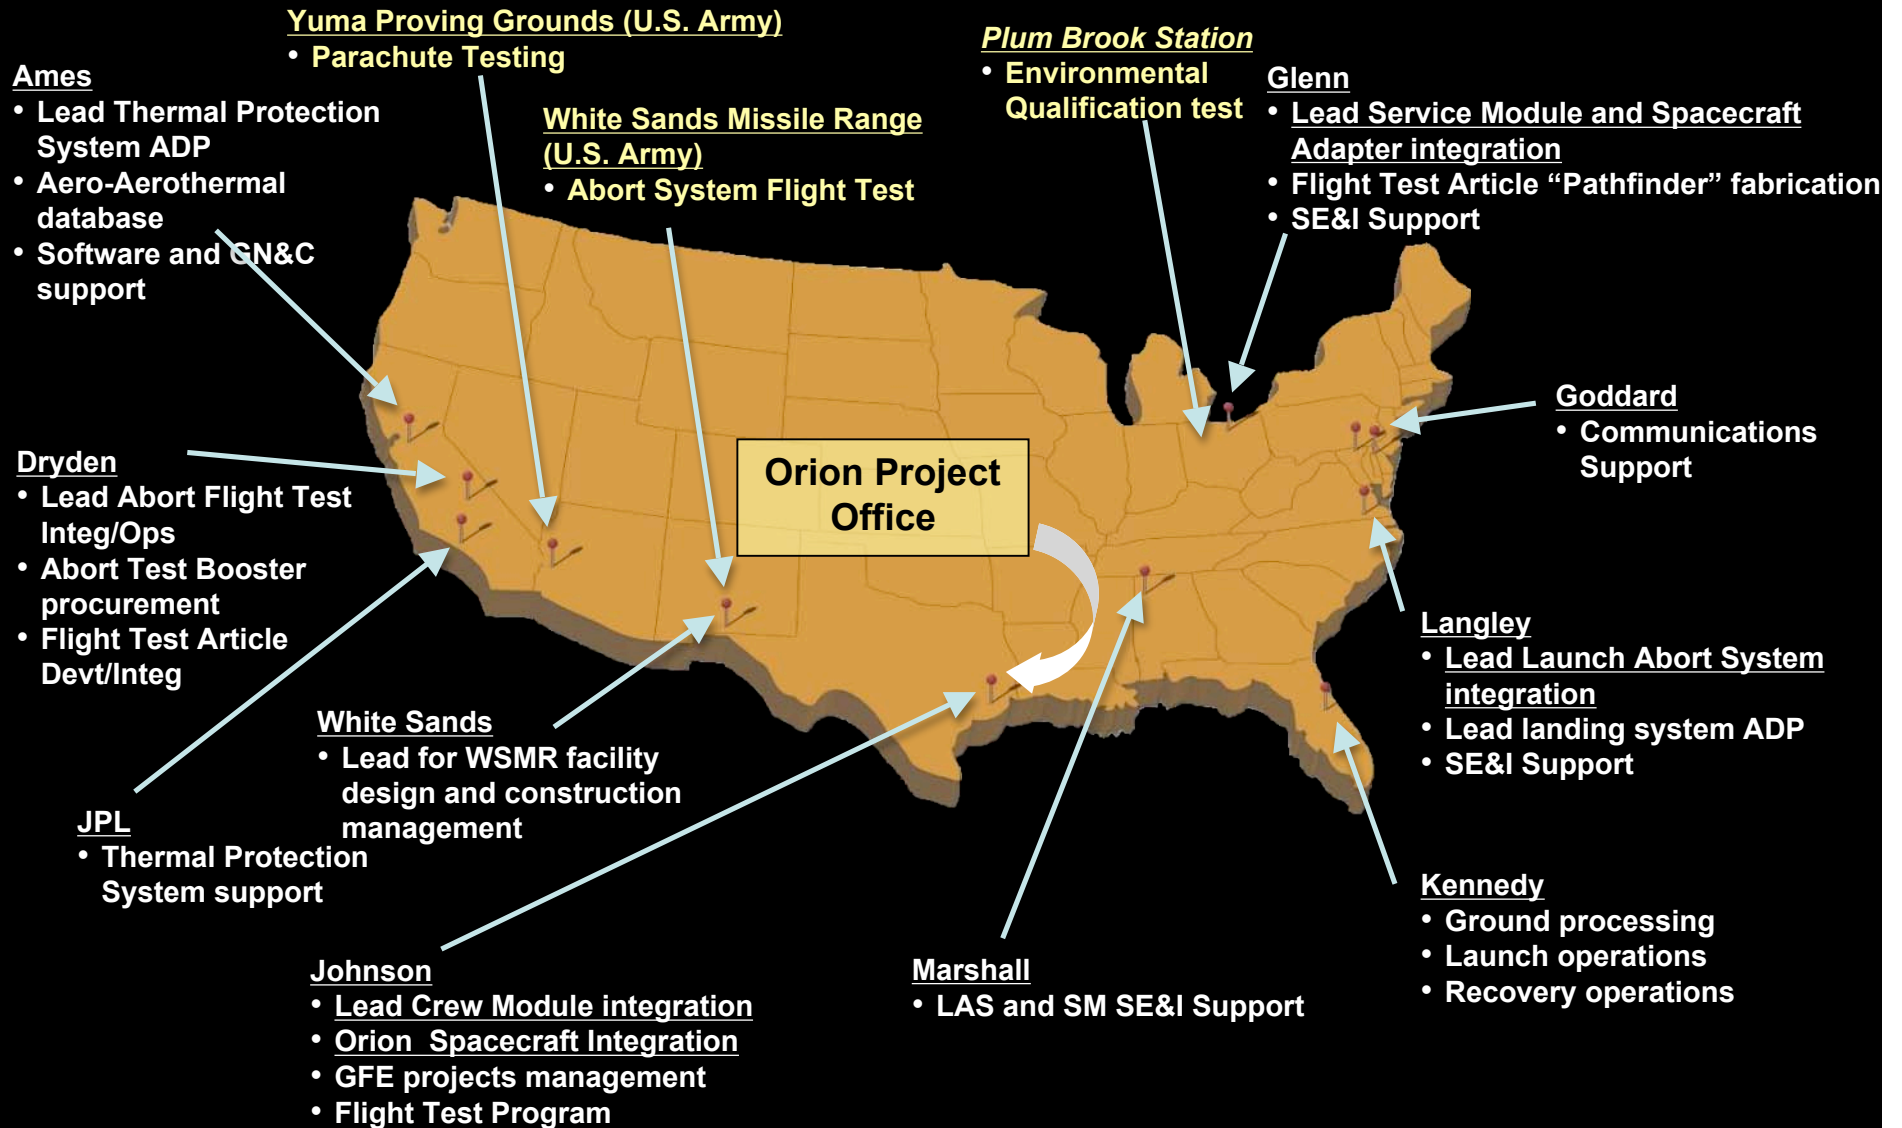 Yuma Proving Grounds (U.S. Army)
• Parachute Testing
Ames
• Lead Thermal Protection
System ADP
• Aero-Aerothermal
database
• Software and GN&C
support
White Sands Missile Range
(U.S. Army)
• Abort System Flight Test
Plum Brook Station
• Environmental
Qualification test
Glenn
• Lead Service Module and Spacecraft
Adapter integration
• Flight Test Article “Pathfinder” fabrication
• SE&I Support
Goddard
• Communications
Support
Dryden
• Lead Abort Flight Test
Integ/Ops
• Abort Test Booster
procurement
• Flight Test Article
Devt/Integ
Orion Project
Office
Langley
• Lead Launch Abort System
integration
• Lead landing system ADP
• SE&I Support
White Sands
• Lead for WSMR facility
design and construction
management
JPL
• Thermal Protection
System support
Kennedy
• Ground processing
• Launch operations
• Recovery operations
Johnson
• Lead Crew Module integration
• Orion  Spacecraft Integration
• GFE projects management
• Flight Test Program
Marshall
• LAS and SM SE&I Support